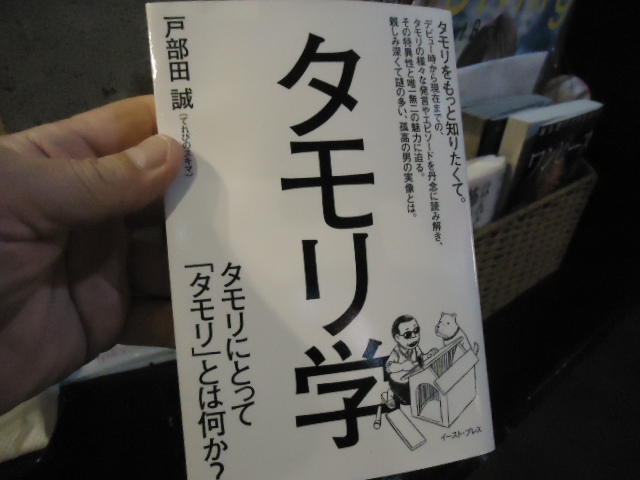 タモリをもっと知りたくて。
デビュー時から現在までの、
タモリの様々な発言やエピソードを丹念に読み解き、
その特異性と唯一無二の魅力に迫る。
親しみ深くて謎の多い、孤高の男の実像とは。
タモリ学
戸部田 誠
(てれびのスキマ)
タモリにとって
「タモリ」とは何か?
イースト・プレス